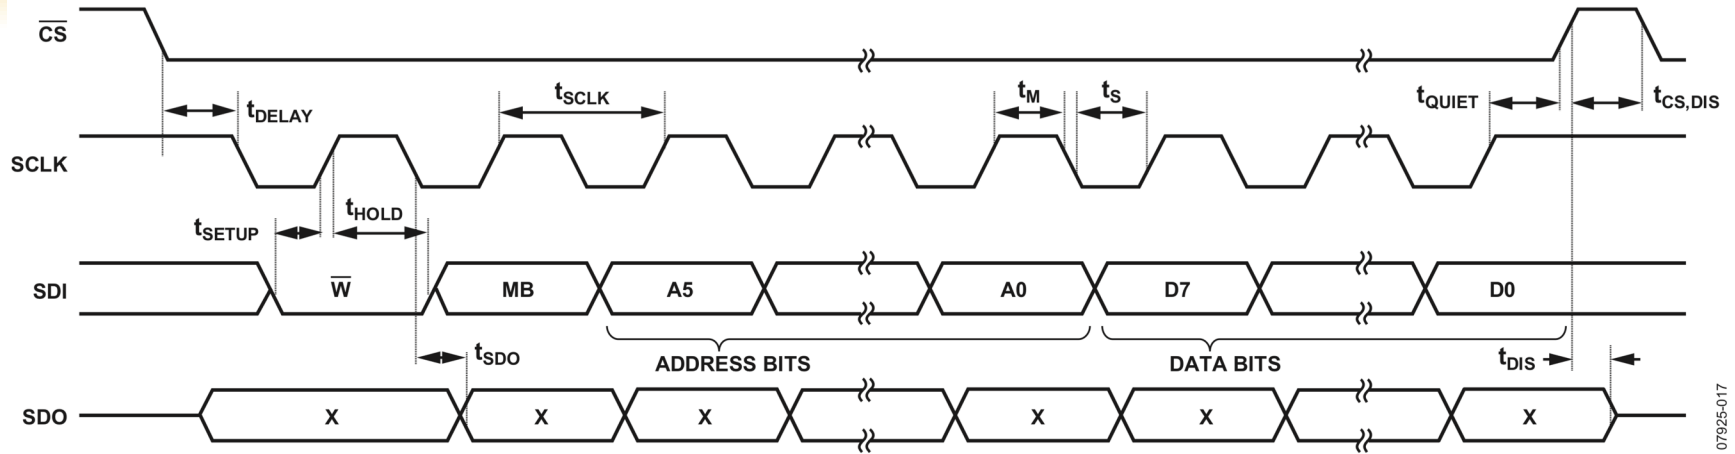 CS
tDELAY
tSCLK
tM
tS
tQUIET
tCS,DIS
SCLK
tSETUP
tHOLD
SDI
W
MB
A5
A0
D7
D0
tSDO
ADDRESS BITS
DATA BITS
tDIS
SDO
X
X
X
X
X
X
07925-017